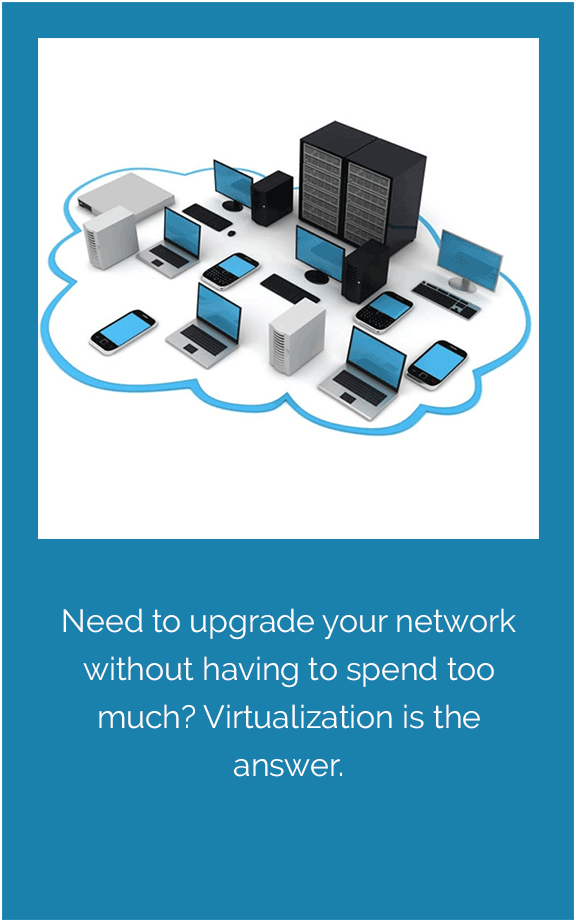 Need to upgrade your network
without having to spend too
much? Virtualization is the
answer.